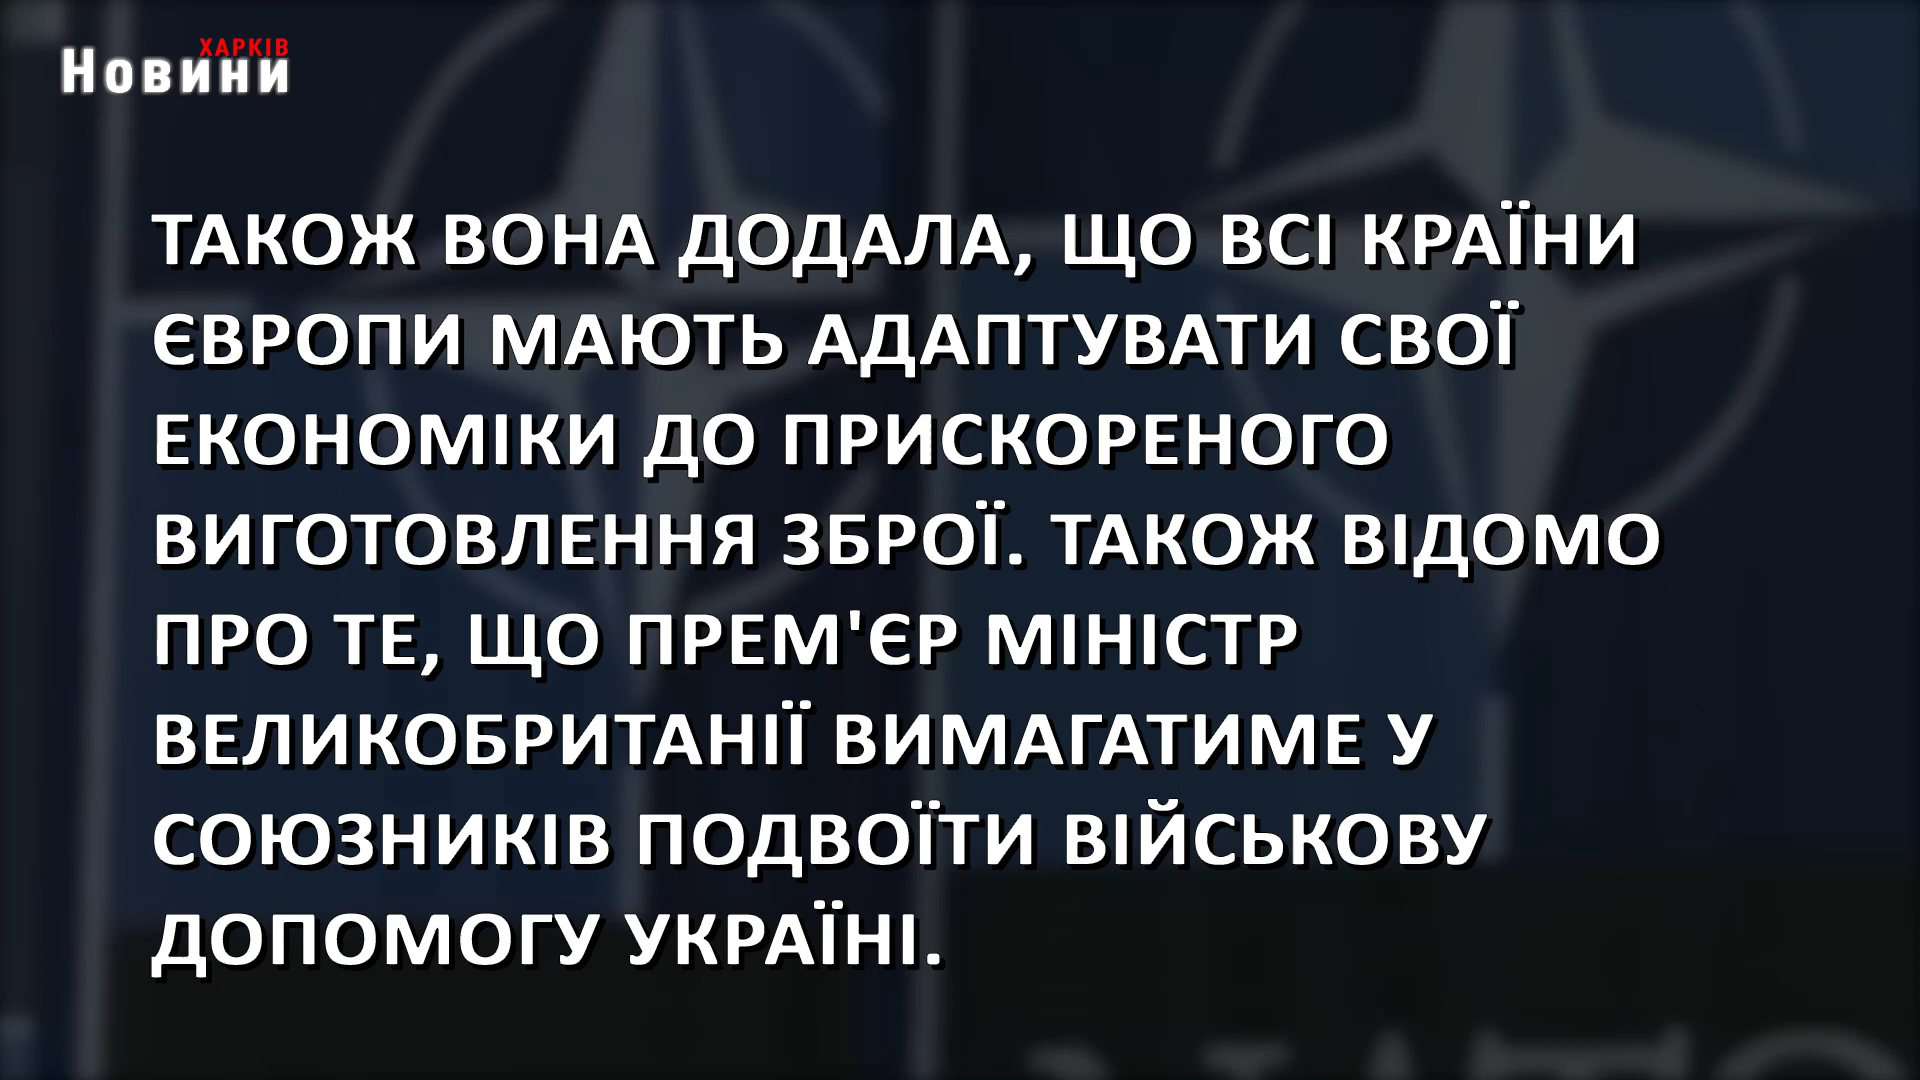 ХАРКІВ
Новини
ТАКОЖ ВОНА ДОДАЛА, ЩО ВСІ КРАЇНИ
ЄВРОПИ МАЮТЬ АДАПТУВАТИ СВОЇ
ЕКОНОМІКИ ДО ПРИСКОРЕНОГО
ВИГОТОВЛЕННЯ ЗБРОЇ. ТАКОЖ ВІДОМО
ПРО ТЕ, ЩО ПРЕМ'ЄР МІНІСТР
ВЕЛИКОБРИТАНІЇ ВИМАГАТИМЕ У
СОЮЗНИКІВ ПОДВОЇТИ ВІЙСЬКОВУ
ДОПОМОГУ УКРАЇНІ.